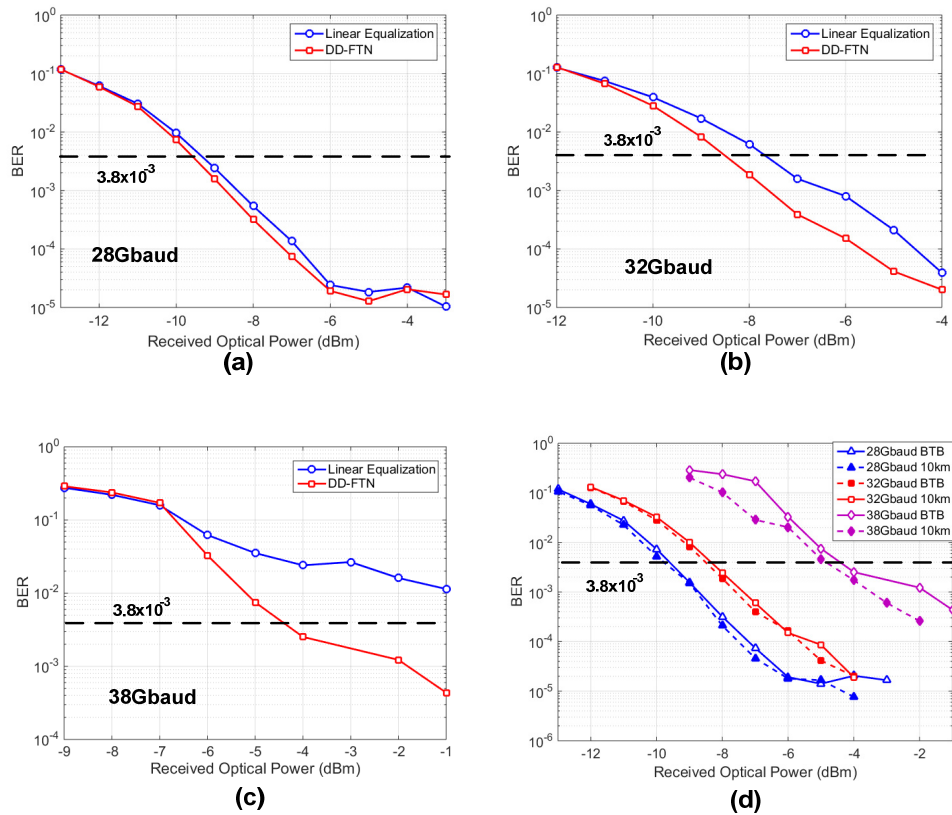 10^0
10^-1
10^-2
10^-3
10^-4
10^-5
BER
Linear Equalization
DD-FTN
3.8x10^-3
28Gbaud
-12 -10 -8 -6 -4
Received Optical Power (dBm)
(a)
10^0
10^-1
10^-2
10^-3
10^-4
10^-5
BER
Linear Equalization
DD-FTN
3.8x10^-3
32Gbaud
-12 -10 -8 -6 -4
Received Optical Power (dBm)
(b)
10^0
10^-1
10^-2
10^-3
10^-4
BER
Linear Equalization
DD-FTN
3.8x10^-3
38Gbaud
-9 -8 -7 -6 -5 -4 -3 -2 -1
Received Optical Power (dBm)
(c)
10^0
10^-1
10^-2
10^-3
10^-4
10^-5
10^-6
BER
28Gbaud BTB
28Gbaud 10km
32Gbaud BTB
32Gbaud 10km
38Gbaud BTB
38Gbaud 10km
3.8x10^-3
-12 -10 -8 -6 -4 -2
Received Optical Power (dBm)
(d)